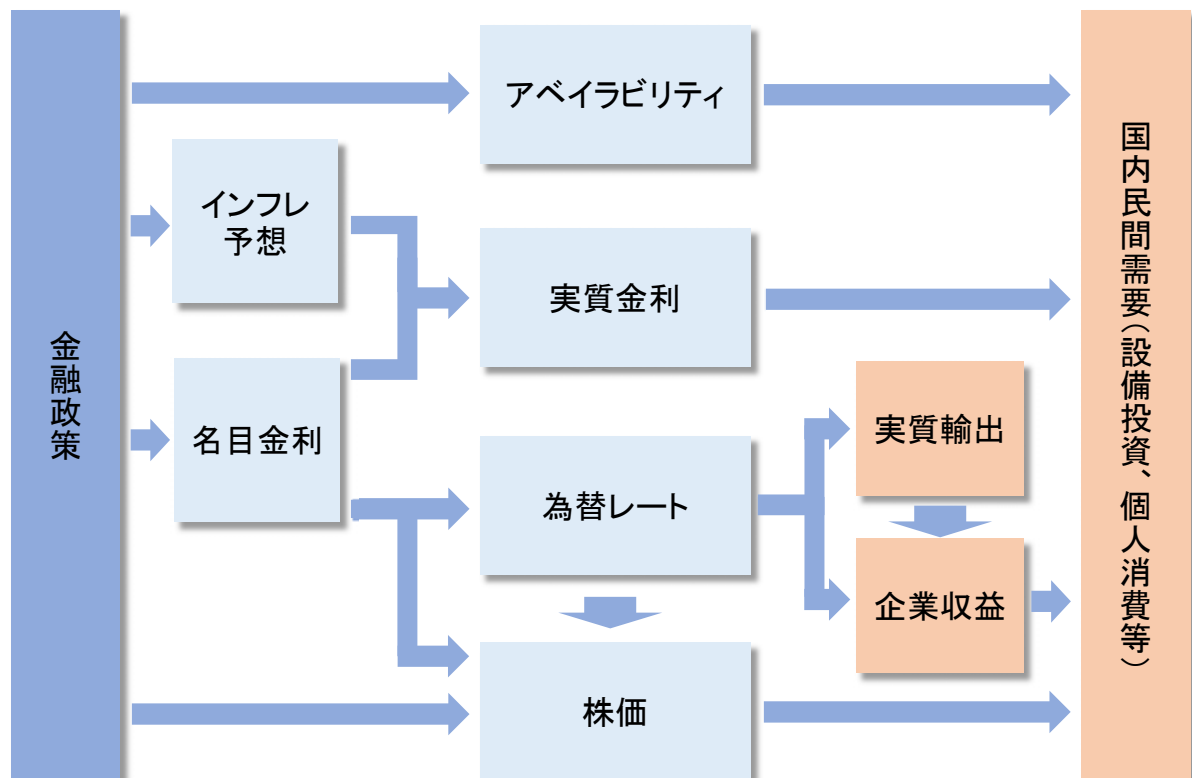 金融政策
アベイラビリティ
インフレ
予想
実質金利
名目金利
為替レート
実質輸出
企業収益
株価
国内民間需要（設備投資、個人消費等）